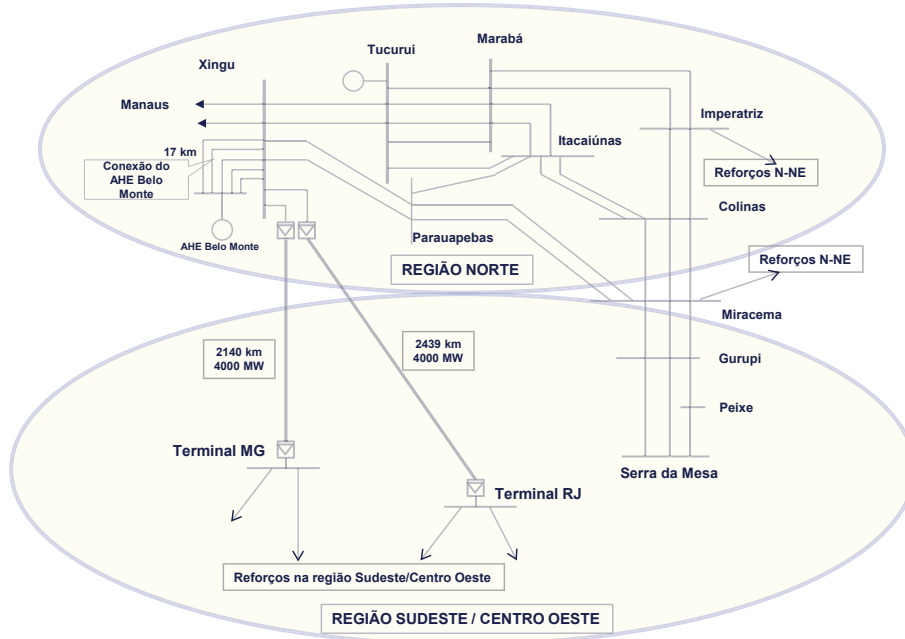 Marabá
Tucurui
Xingu
Manaus
Imperatriz
Itacaiúnas
17 km
Conexão do
AHE Belo
Monte
Reforços N-NE
Colinas
Parauapebas
AHE Belo Monte
Reforços N-NE
REGIÃO NORTE
Miracema
2439 km
4000 MW
2140 km
4000 MW
Gurupi
Peixe
Terminal MG
Serra da Mesa
Terminal RJ
Reforços na região Sudeste/Centro Oeste
REGIÃO SUDESTE / CENTRO OESTE